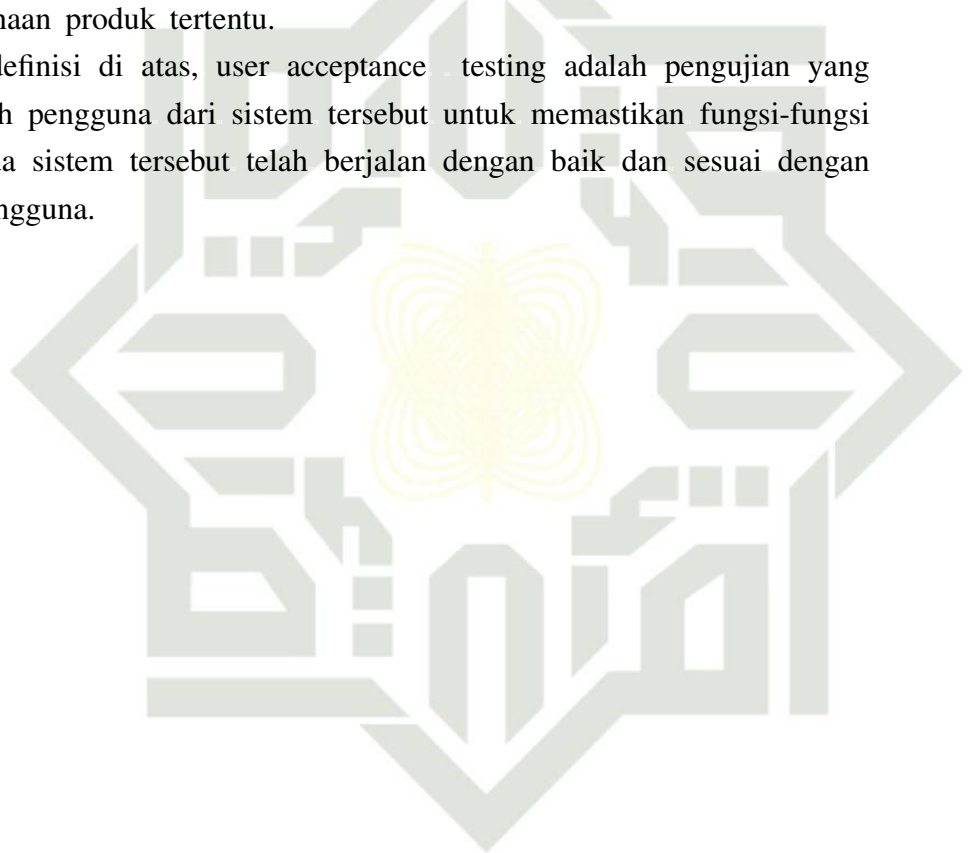 naan produk tertentu.
definisi di atas, user acceptance testing adalah pengujian yang
h pengguna dari sistem tersebut untuk memastikan fungsi-fungsi
a sistem tersebut telah berjalan dengan baik dan sesuai dengan
ngguna.